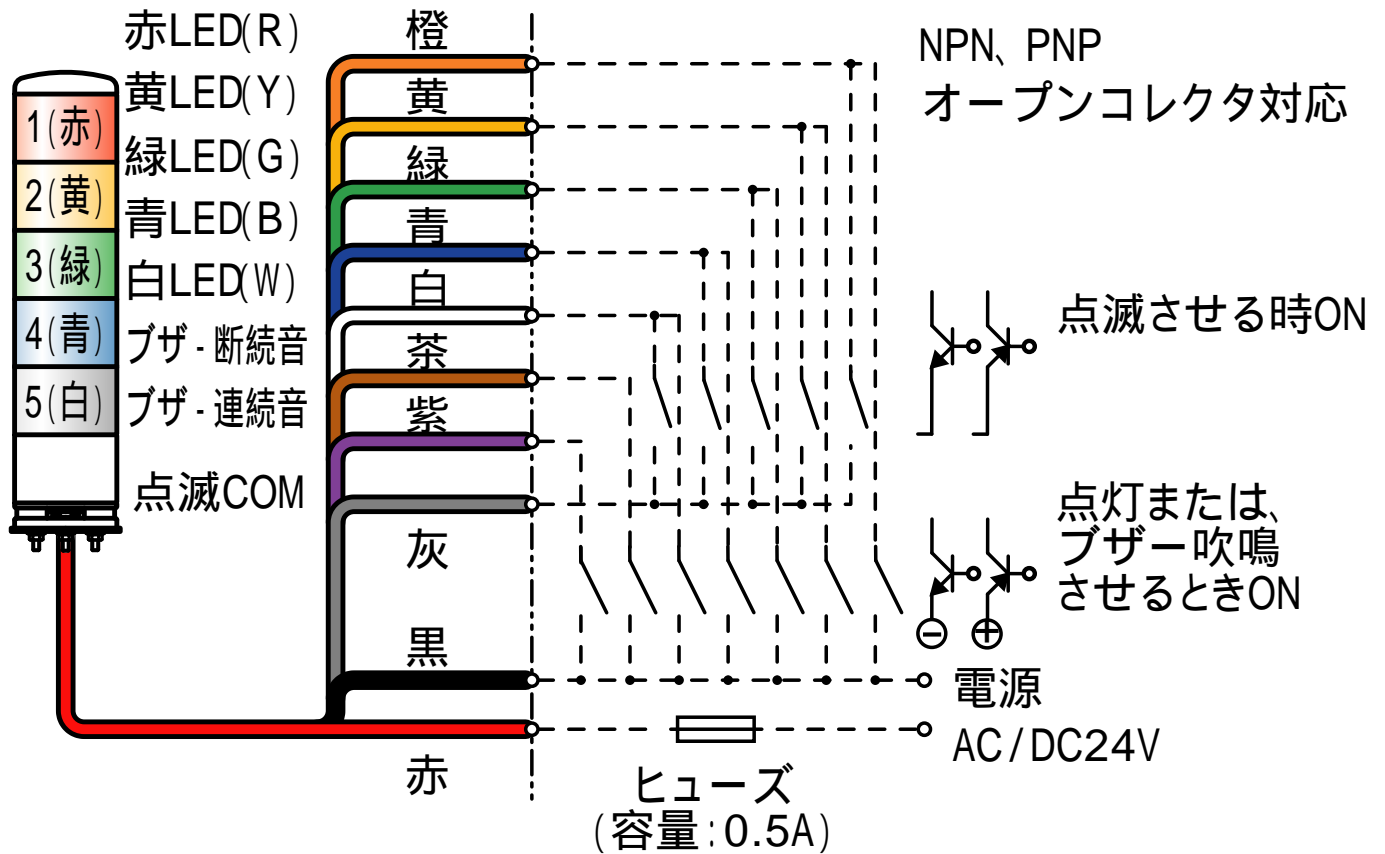 赤LED(R)
黄LED(Y)
緑LED(G)
青LED(B)
白LED(W)
ブザ-断続音
ブザ-連続音
点滅COM
1(赤)
2(黄)
3(緑)
4(青)
5(白)
橙
黄
緑
青
白
茶
紫
灰
黒
赤
NPN、PNP
オープンコレクタ対応
点滅させる時ON
点灯または、
ブザー吹鳴
させるときON
電源
AC/DC24V
ヒューズ
(容量:0.5A)